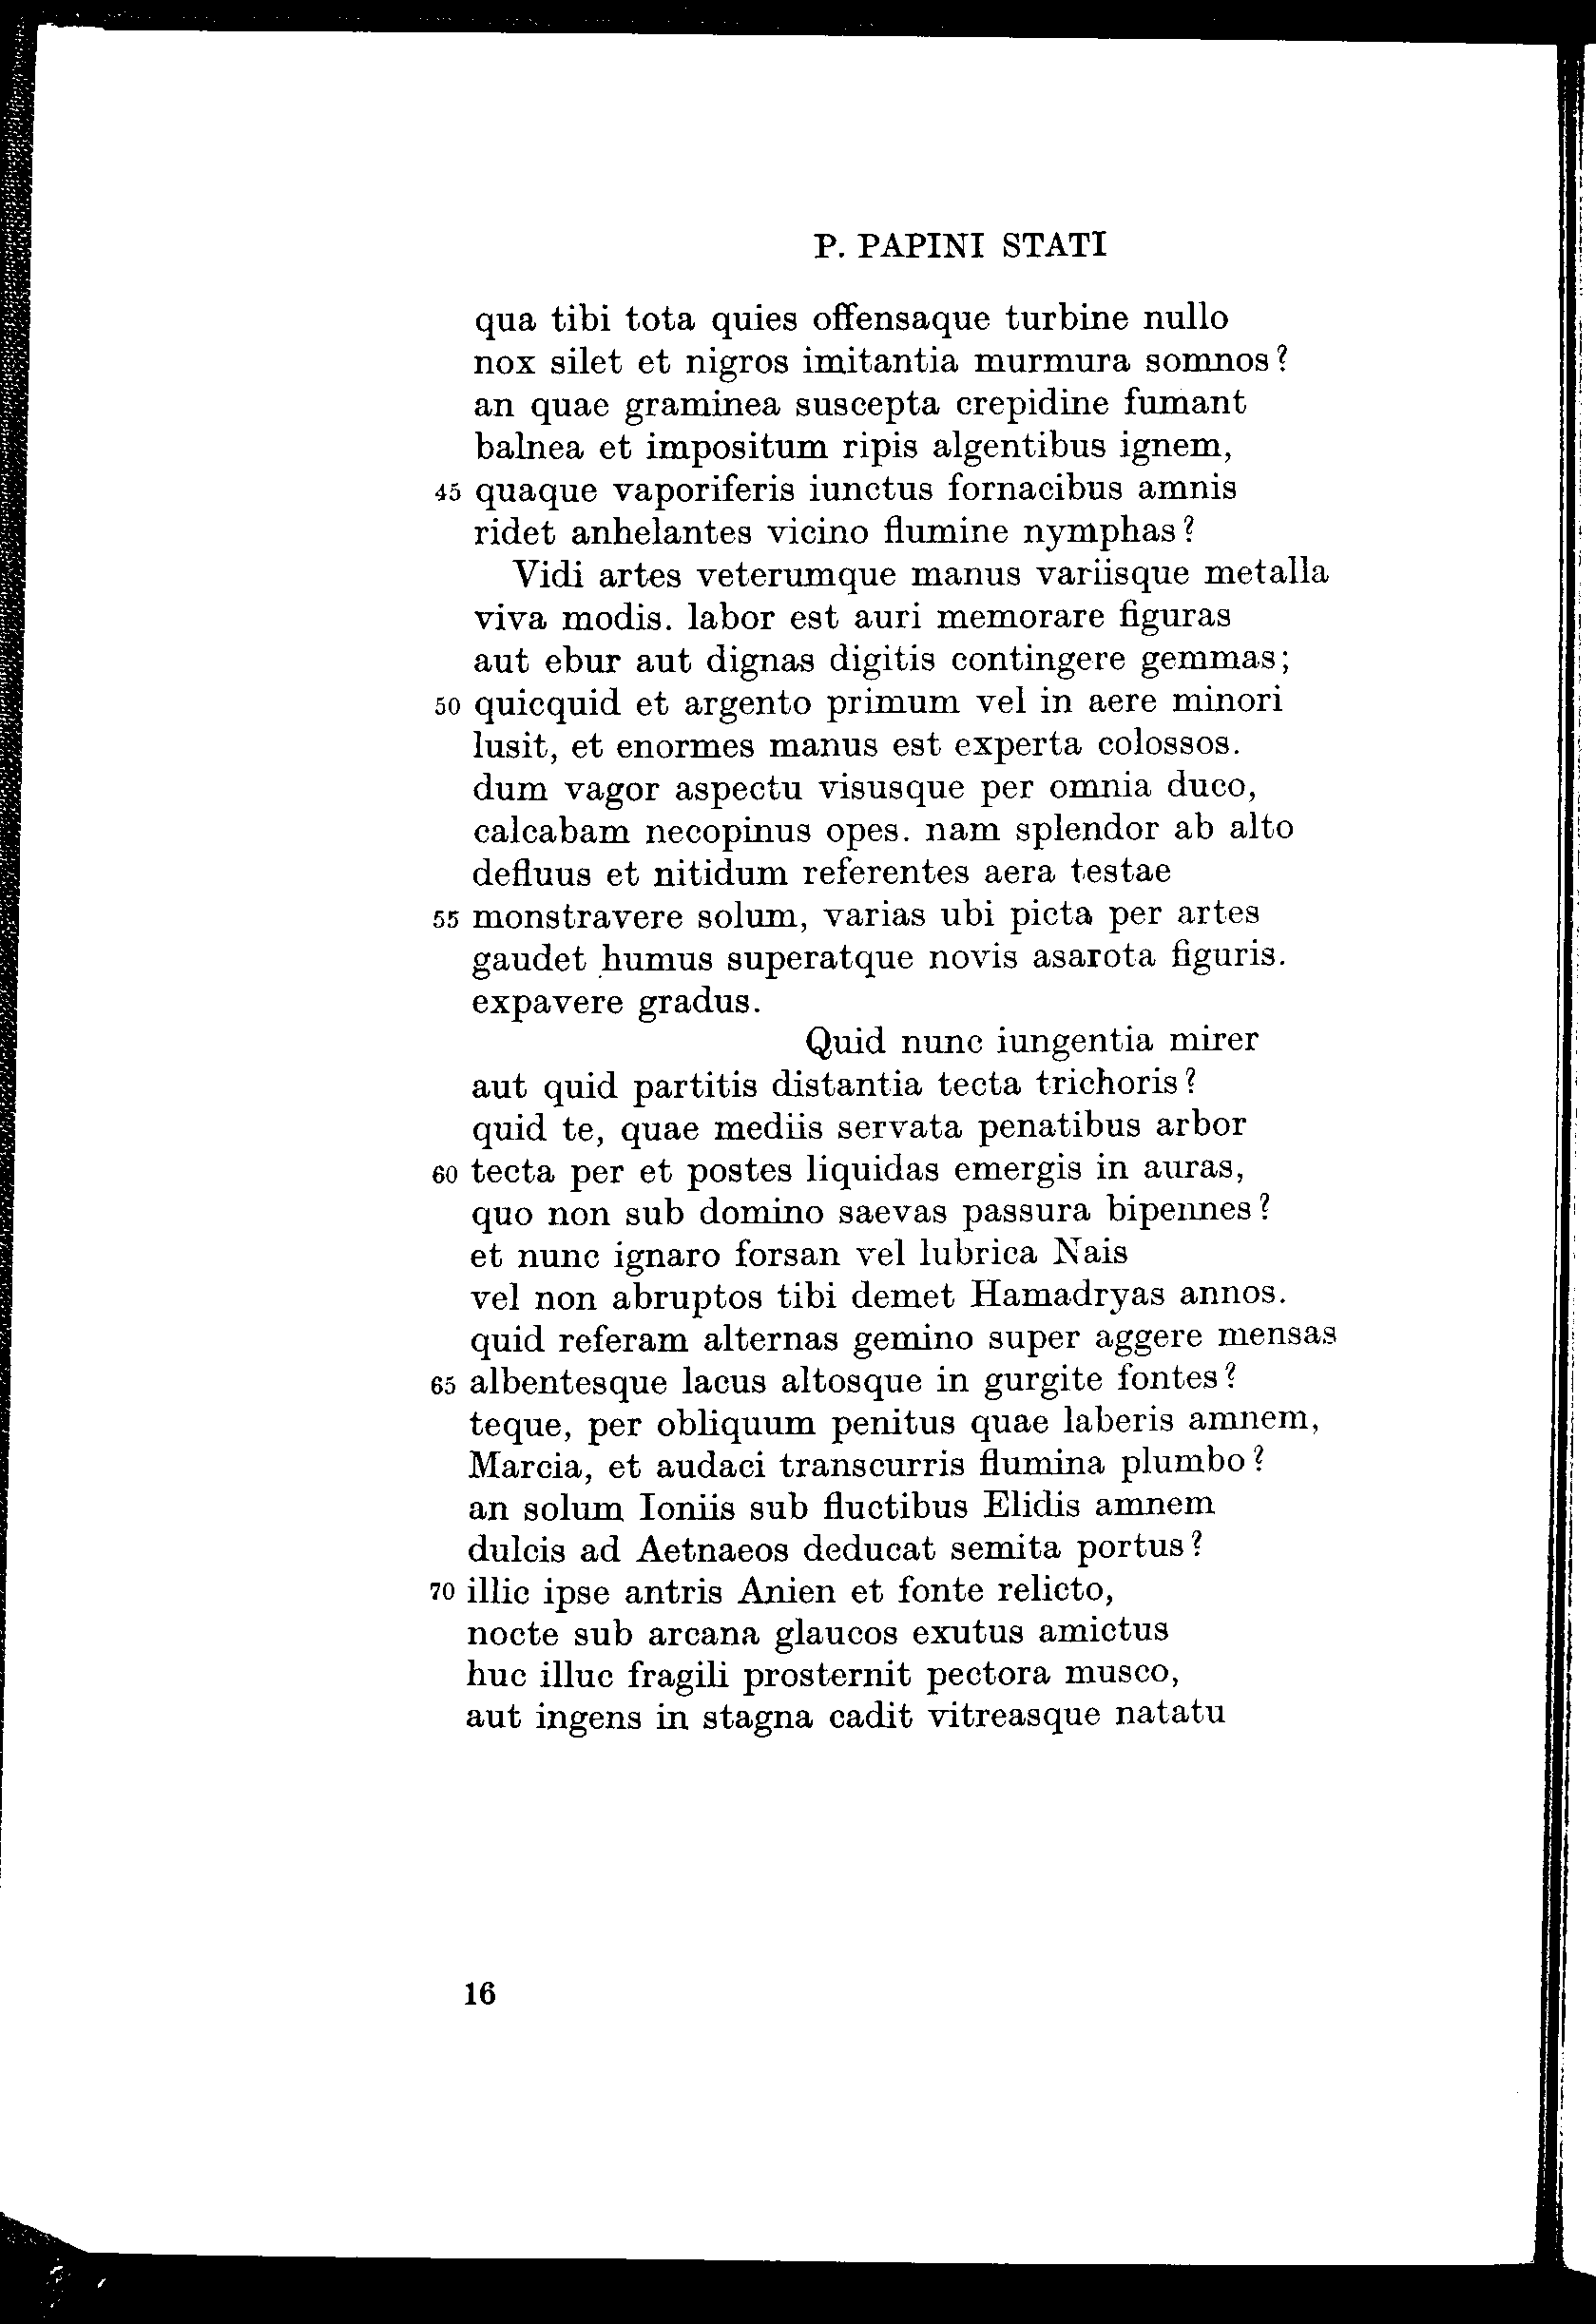 P. PAPINI STATI
qua tibi tota quies offensaque turbine nullo
nox silet et nigros imitantia murmura somnos?
an quae graminea suscepta crepidine fumant
balnea et impositum ripis algentibus ignem,
45 quaque vaporiferis iunctus fornacibus amnis
ridet anhelantes vicino flumine nymphas?
Vidi artes veterumque manus variisque metalla
viva modis. labor est auri memorare figuras
aut ebur aut dignas digitis contingere gemmas;
50 quicquid et argento primum vel in aere minori
lusit, et enormes manus est experta colossos.
dum vagor aspectu visusque per omnia duco,
calcabam necopinus opes. nam splendor ab alto
defluus et nitidum referentes aera testae
55 monstravere solum, varias ubi picta per artes
gaudet humus superatque novis asarota figuris.
expavere gradus.
Quid nunc iungentia mirer
aut quid partitis distantia tecta trichoris?
quid te, quae mediis servata penatibus arbor
60 tecta per et postes liquidas emergis in auras,
quo non sub domino saevas passura bipennes?
et nunc ignaro forsan vel lubrica Nais
vel non abruptos tibi demet Hamadryas annos.
quid referam alternas gemino super aggere mensas
65 albentesque lacus altosque in gurgite fontes?
teque, per obliquum penitus quae laberis amnem,
Marcia, et audaci transcurris flumina plumbo?
an solum Ioniis sub fluctibus Elidis amnem
dulcis ad Aetnaeos deducat semita portus?
70 illic ipse antris Anien et fonte relicto,
nocte sub arcana glaucos exutus amictus
huc illuc fragili prosternit pectora musco,
aut ingens in stagna cadit vitreasque natatu
16